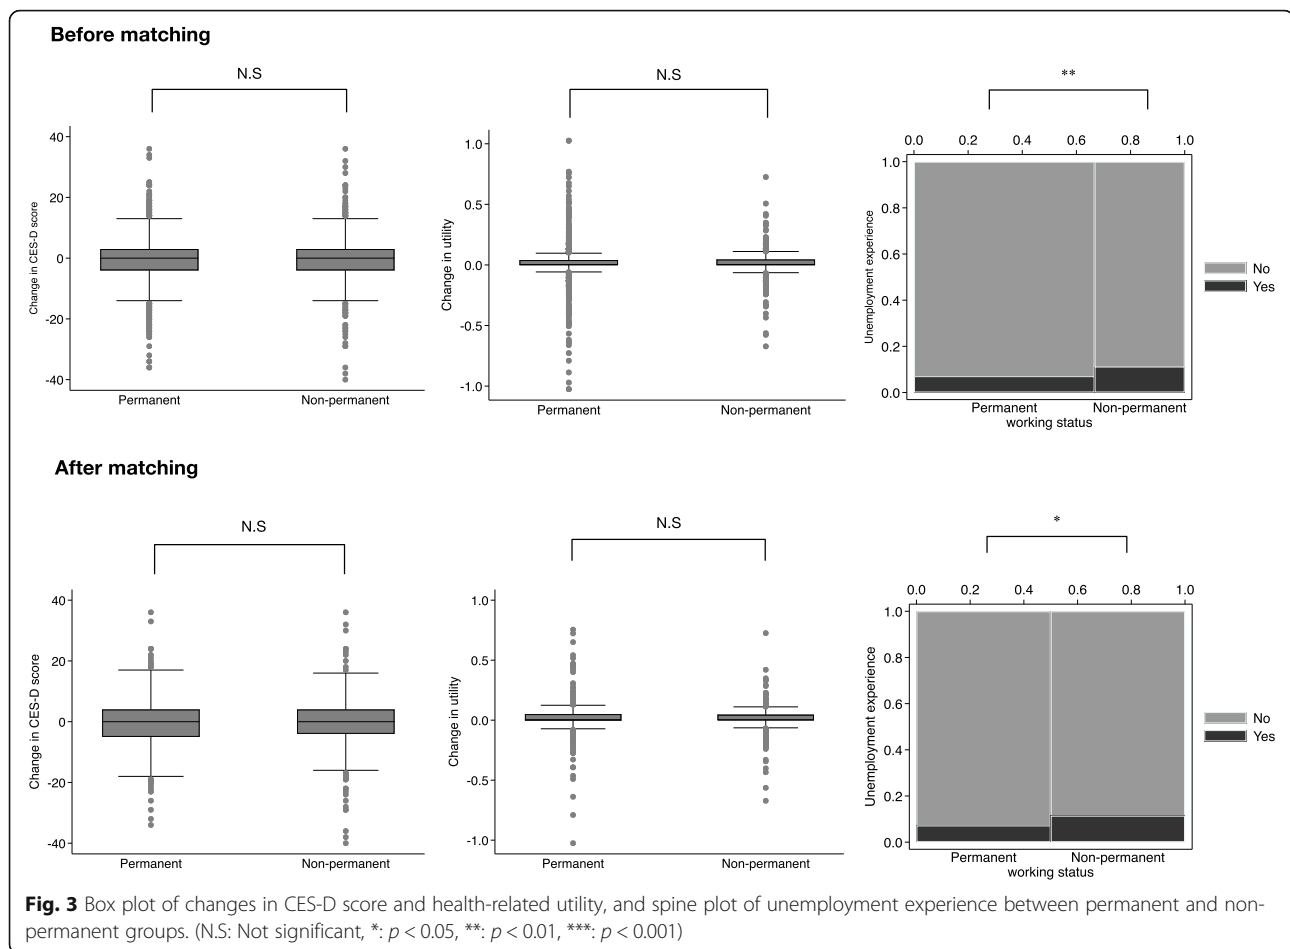 Before matching
N.S
40
20
0
-20
-40
Change in CES-D score
Permanent
Non-permanent
N.S
1.0
0.5
0.0
-0.5
-1.0
Change in utility
Permanent
Non-permanent
**
0.0 0.2 0.4 0.6 0.8 1.0
1.0
0.8
0.6
0.4
0.2
0.0
Unemployment experience
Permanent
Non-permanent
working status
No
Yes
After matching
N.S
40
20
0
-20
-40
Change in CES-D score
Permanent
Non-permanent
N.S
1.0
0.5
0.0
-0.5
-1.0
Change in utility
Permanent
Non-permanent
*
0.0 0.2 0.4 0.6 0.8 1.0
1.0
0.8
0.6
0.4
0.2
0.0
Unemployment experience
Permanent
Non-permanent
working status
No
Yes
Fig. 3 Box plot of changes in CES-D score and health-related utility, and spine plot of unemployment experience between permanent and non-
permanent groups. (N.S: Not significant, *: p < 0.05, **: p < 0.01, ***: p < 0.001)